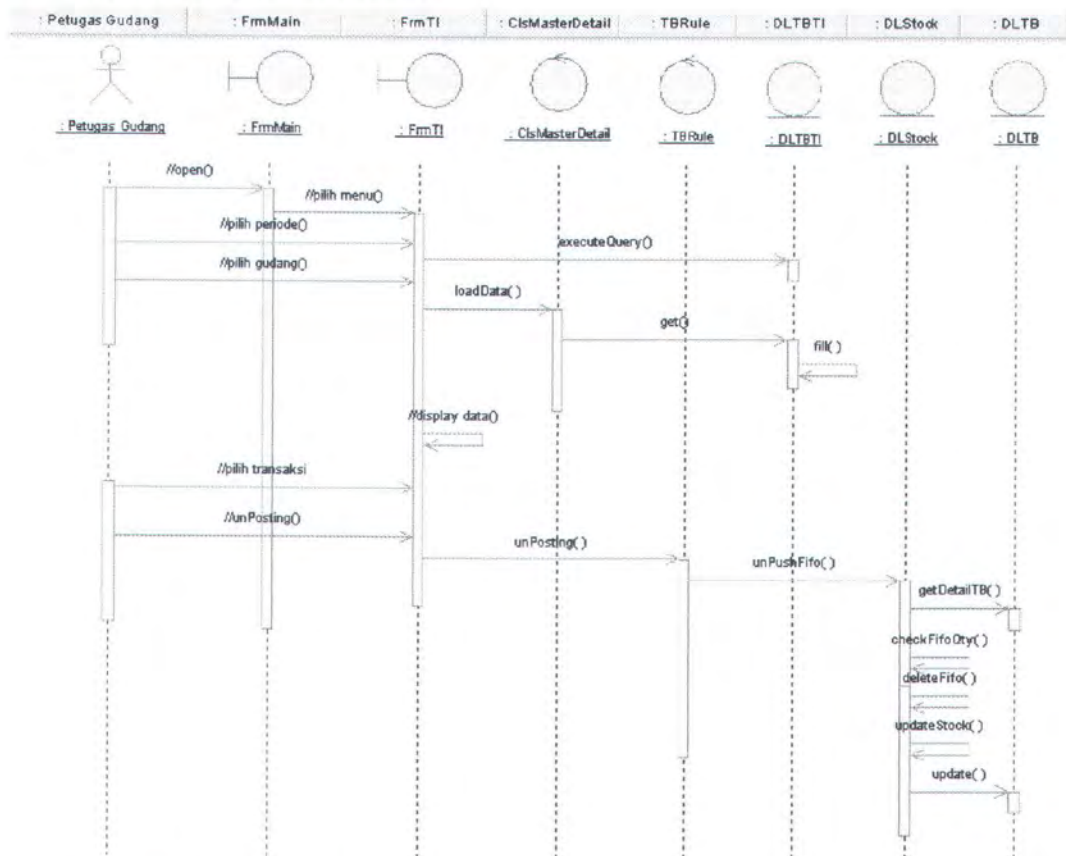 : Petugas Gudang : FrmMain : FrmTI : ClsMasterDetail : TBRule : DLTBTI : DLStock : DLTB
: Petugas Gudang : FrmMain : FrmTI : ClsMasterDetail : TBRule : DLTBTI : DLStock : DLTB
//open()
//pilih menu()
//pilih periode()
executeQuery()
//pilih gudang()
loadData( )
get()
fill( )
//display data()
//pilih transaksi
//unPosting()
unPosting( )
unPushFifo( )
getDetailTB( )
checkFifoQty( )
deleteFifo( )
updateStock( )
update( )